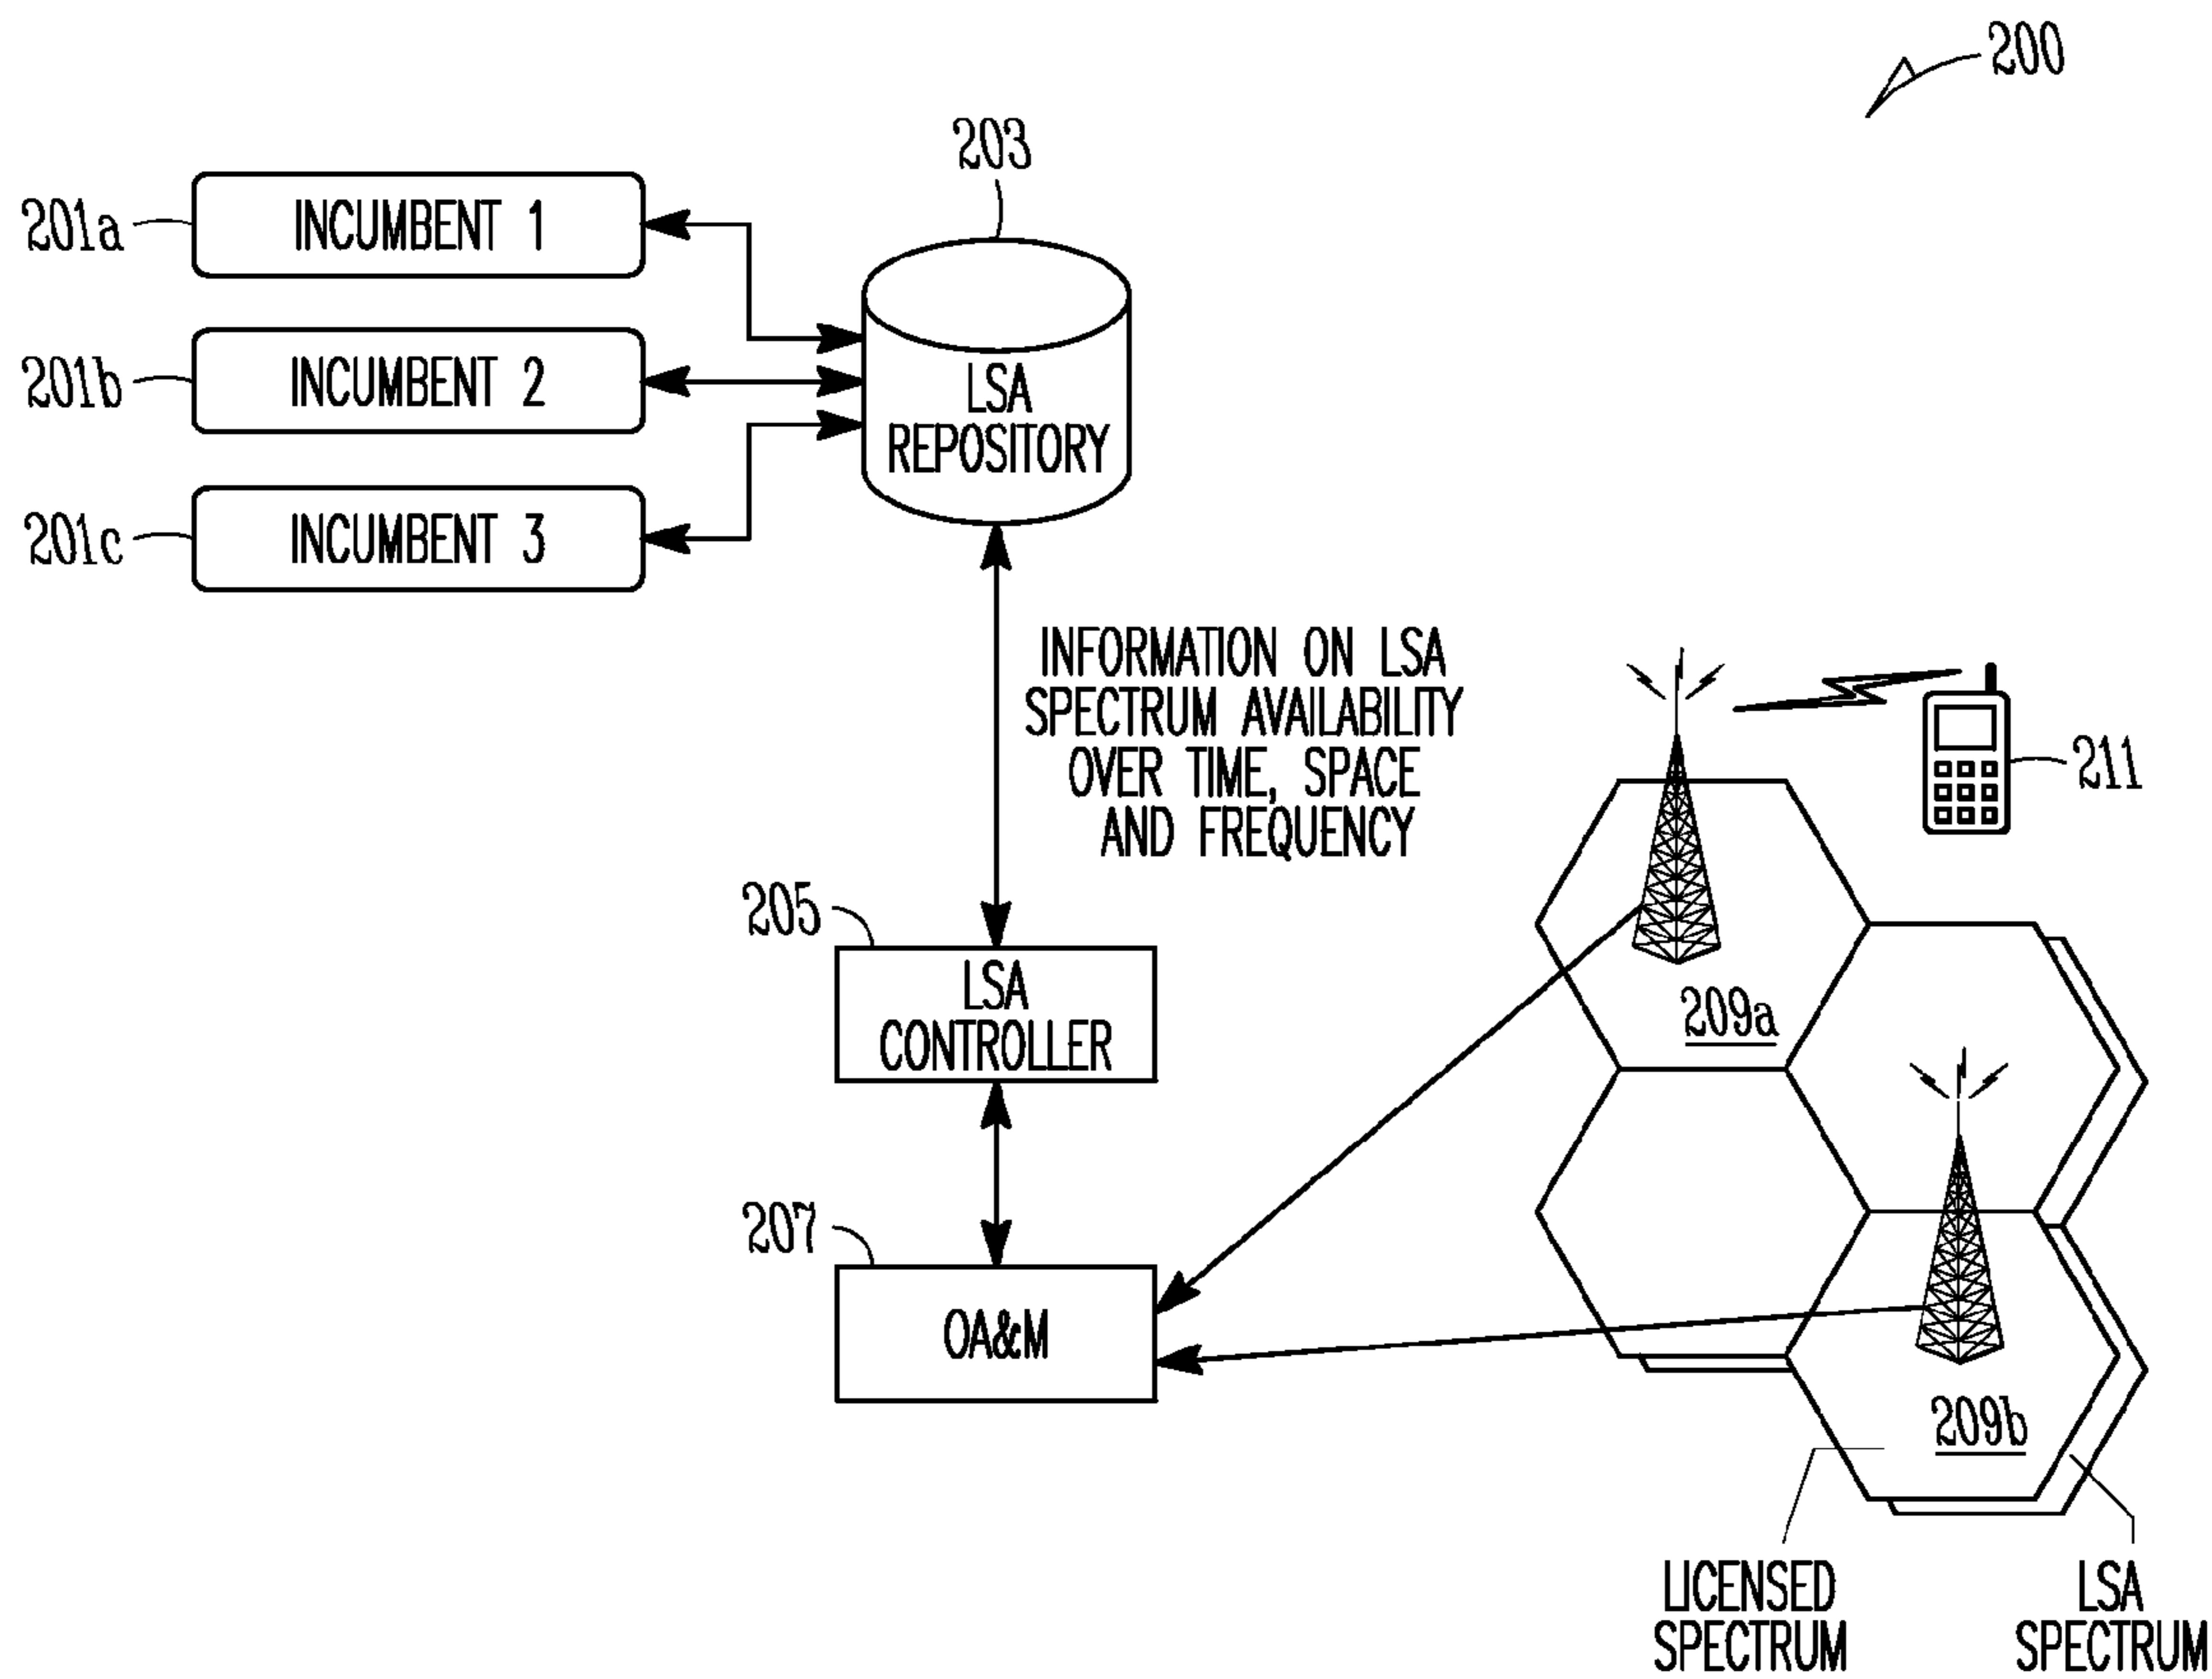 200
203
201a
INCUMBENT 1
201b
INCUMBENT 2
201c
INCUMBENT 3
LSA
REPOSITORY
INFORMATION ON LSA
SPECTRUM AVAILABILITY
OVER TIME, SPACE
AND FREQUENCY
211
205
LSA
CONTROLLER
209a
207
OA&M
209b
LICENSED
SPECTRUM
LSA
SPECTRUM